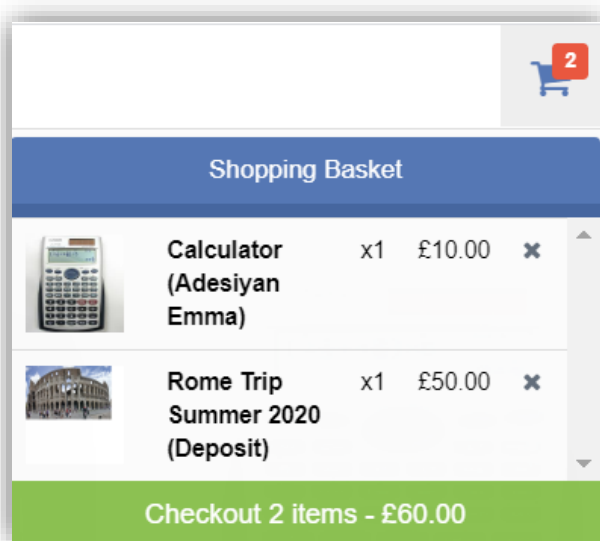 2
Shopping Basket
Calculator x1 £10.00 ✖
(Adesiyan
Emma)
Rome Trip x1 £50.00 ✖
Summer 2020
(Deposit)
Checkout 2 items - £60.00